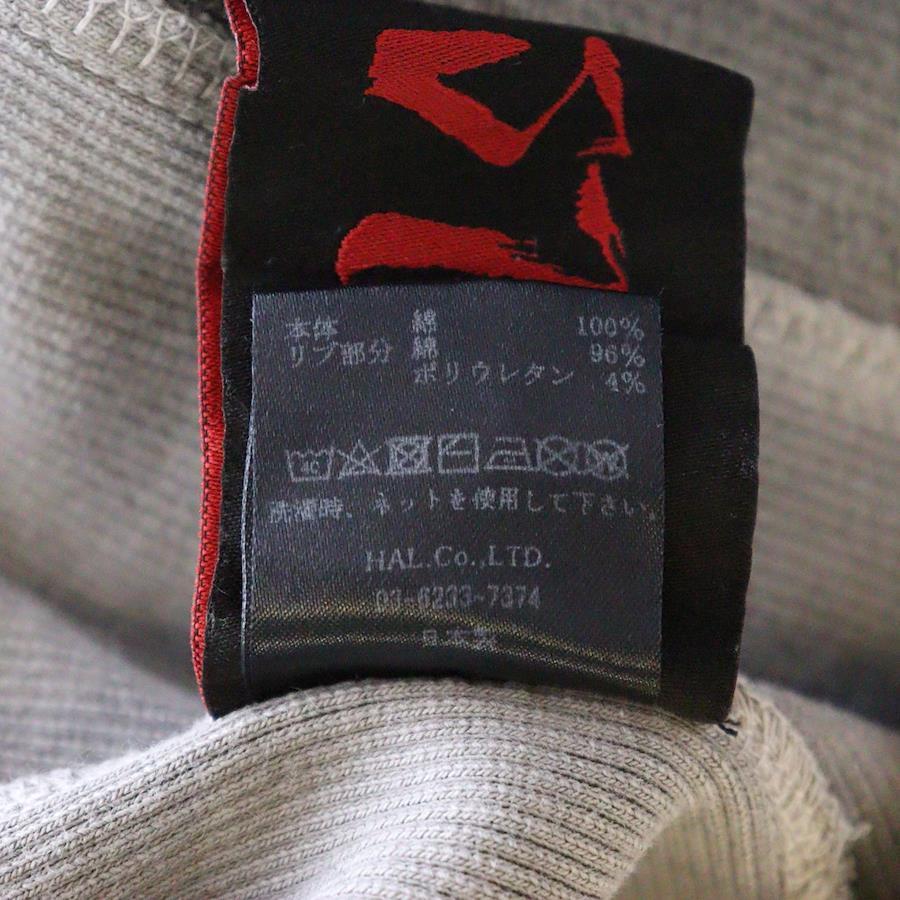 本体 綿 100%
リブ部分 綿 96%
ポリウレタン 4%
洗濯時、ネットを使用して下さい。
HAL.Co.,LTD.
03-6233-7374
日本製